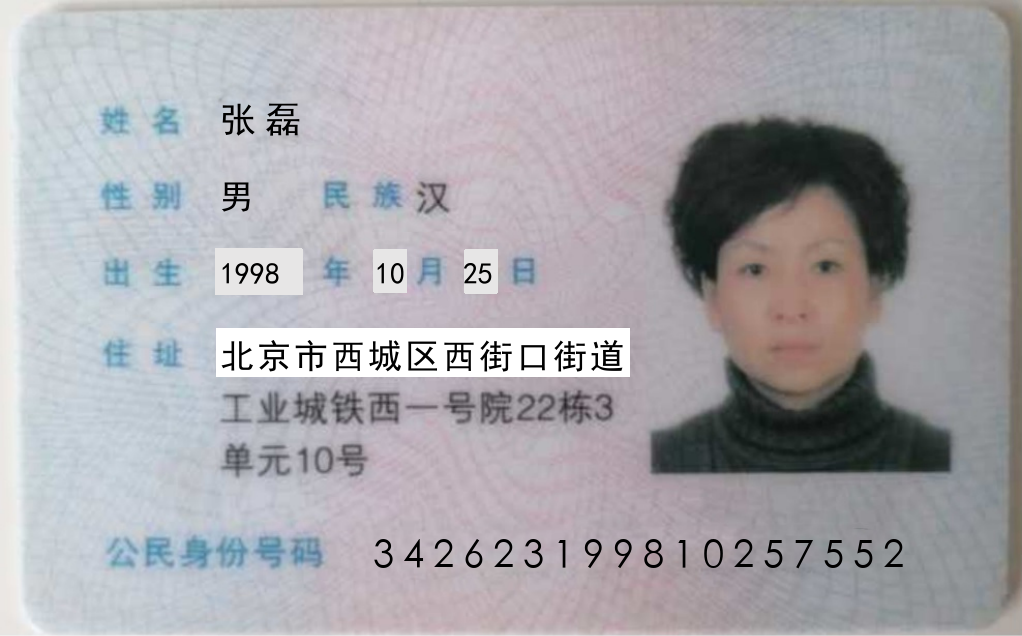 姓名 张磊
性别 男 民族 汉
出生 1998 年 10 月 25 日
住址 北京市西城区西街口街道
工业城铁西一号院22栋3
单元10号
公民身份号码 342623199810257552